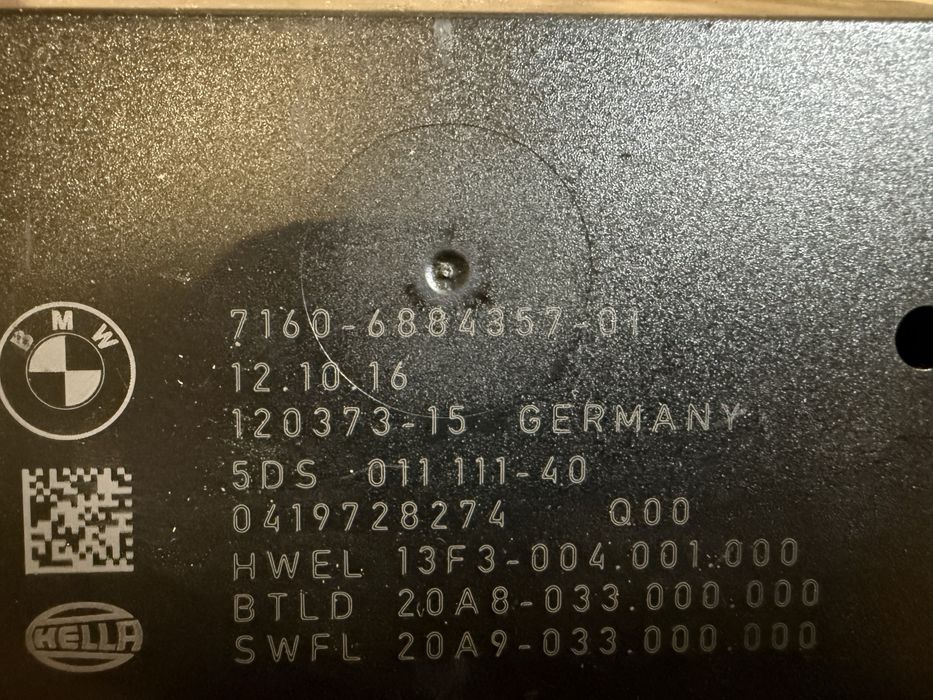 BMW
7160-6884357-01
12.10.16
120373-15 GERMANY
5DS 011 111-40
0419728274 Q00
HWEL 13F3-004.001.000
BTLD 20A8-033.000.000
SWFL 20A9-033.000.000
HELLA